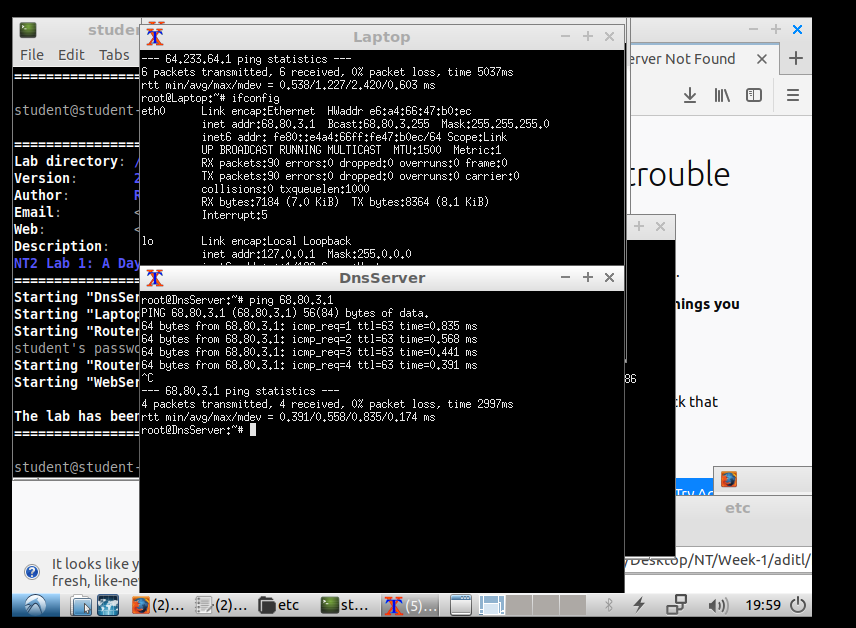 stude
File Edit Tabs
student@student-
Lab directory: /
Version: 2
Author: R
Email: <
Web: <
Description:
NT2 Lab 1: A Day
Starting "DnsSer
Starting "Laptop
Starting "Router
student's passwo
Starting "Router
Starting "WebSer
The lab has been
student@student-
Laptop
--- 64.233.64.1 ping statistics ---
6 packets transmitted, 6 received, 0% packet loss, time 5037ms
rtt min/avg/max/mdev = 0.538/1.227/2.420/0.603 ms
root@Laptop:~# ifconfig
eth0 Link encap:Ethernet HWaddr e6:a4:66:47:b0:ec
inet addr:68.80.3.1 Bcast:68.80.3.255 Mask:255.255.255.0
inet6 addr: fe80::e4a4:66ff:fe47:b0ec/64 Scope:Link
UP BROADCAST RUNNING MULTICAST MTU:1500 Metric:1
RX packets:90 errors:0 dropped:0 overruns:0 frame:0
TX packets:90 errors:0 dropped:0 overruns:0 carrier:0
collisions:0 txqueuelen:1000
RX bytes:7184 (7.0 KiB) TX bytes:8364 (8.1 KiB)
Interrupt:5
lo Link encap:Local Loopback
inet addr:127.0.0.1 Mask:255.0.0.0
DnsServer
root@DnsServer:~# ping 68.80.3.1
PING 68.80.3.1 (68.80.3.1) 56(84) bytes of data.
64 bytes from 68.80.3.1: icmp_req=1 ttl=63 time=0.835 ms
64 bytes from 68.80.3.1: icmp_req=2 ttl=63 time=0.568 ms
64 bytes from 68.80.3.1: icmp_req=3 ttl=63 time=0.441 ms
64 bytes from 68.80.3.1: icmp_req=4 ttl=63 time=0.391 ms
^C
--- 68.80.3.1 ping statistics ---
4 packets transmitted, 4 received, 0% packet loss, time 2997ms
rtt min/avg/max/mdev = 0.391/0.558/0.835/0.174 ms
root@DnsServer:~#
erver Not Found
trouble
hings you
86
ck that
Try Ag
etc
/Desktop/NT/Week-1/aditl/
It looks like y
fresh, like-ne
(2)... (2)... etc st... (5)... 19:59